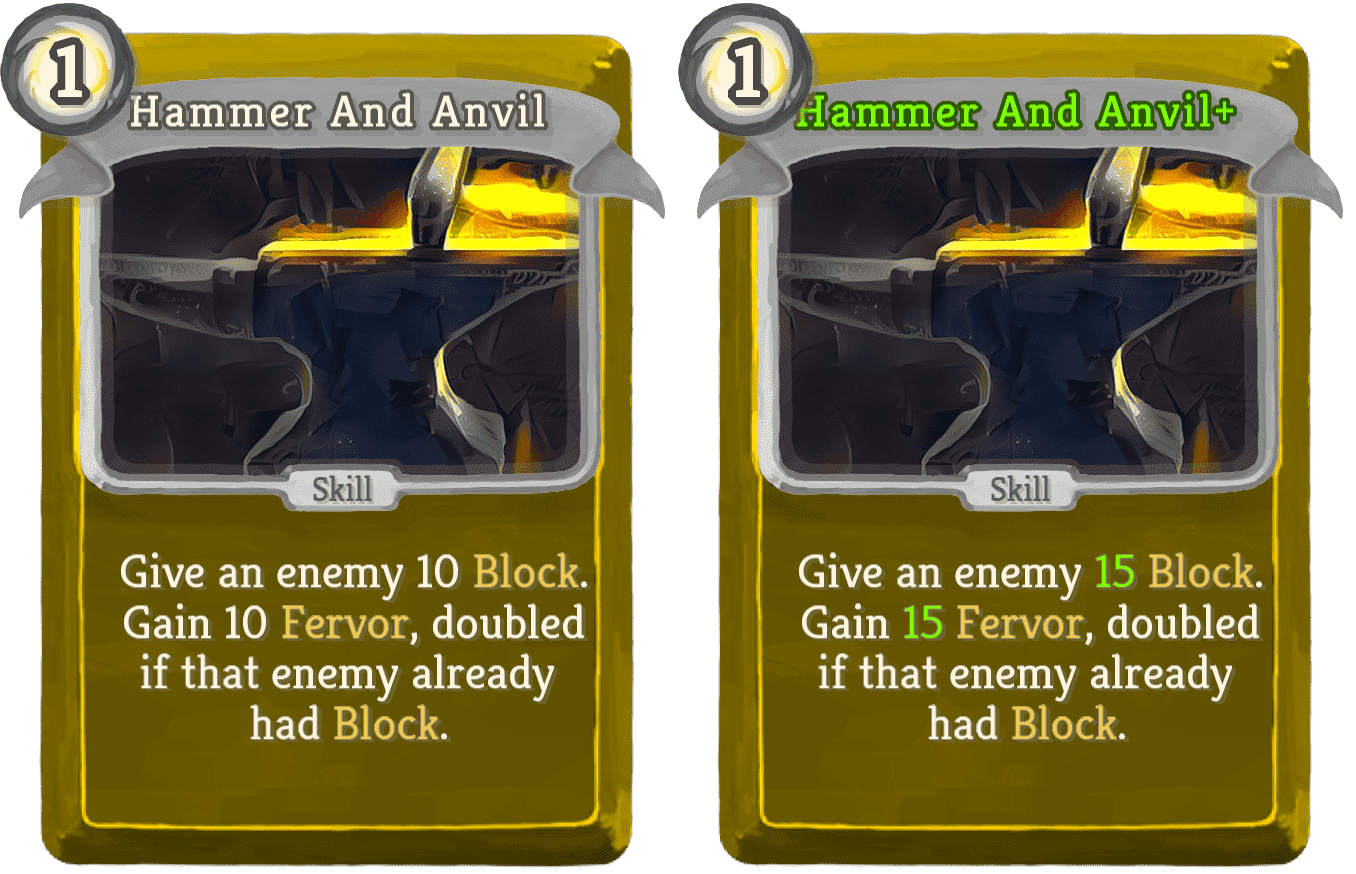 1
Hammer And Anvil
Skill
Give an enemy 10 Block.
Gain 10 Fervor, doubled
if that enemy already
had Block.
1
Hammer And Anvil+
Skill
Give an enemy 15 Block.
Gain 15 Fervor, doubled
if that enemy already
had Block.